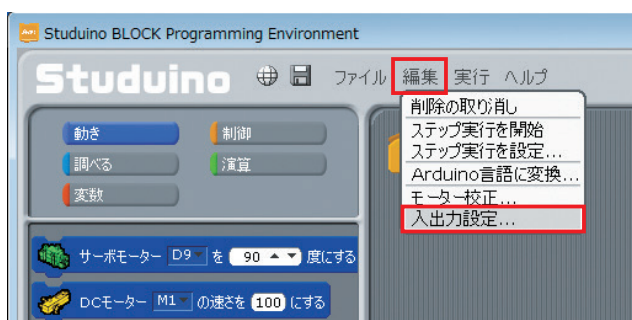 Studuino BLOCK Programming Environment
Studuino ファイル 編集 実行 ヘルプ
削除の取り消し
ステップ実行を開始
ステップ実行を設定...
Arduino言語に変換...
モーター校正...
入出力設定...
動き 制御
調べる 演算
変数
サーボモーター D9 を 90 度にする
DCモーター M1 の速さを 100 にする